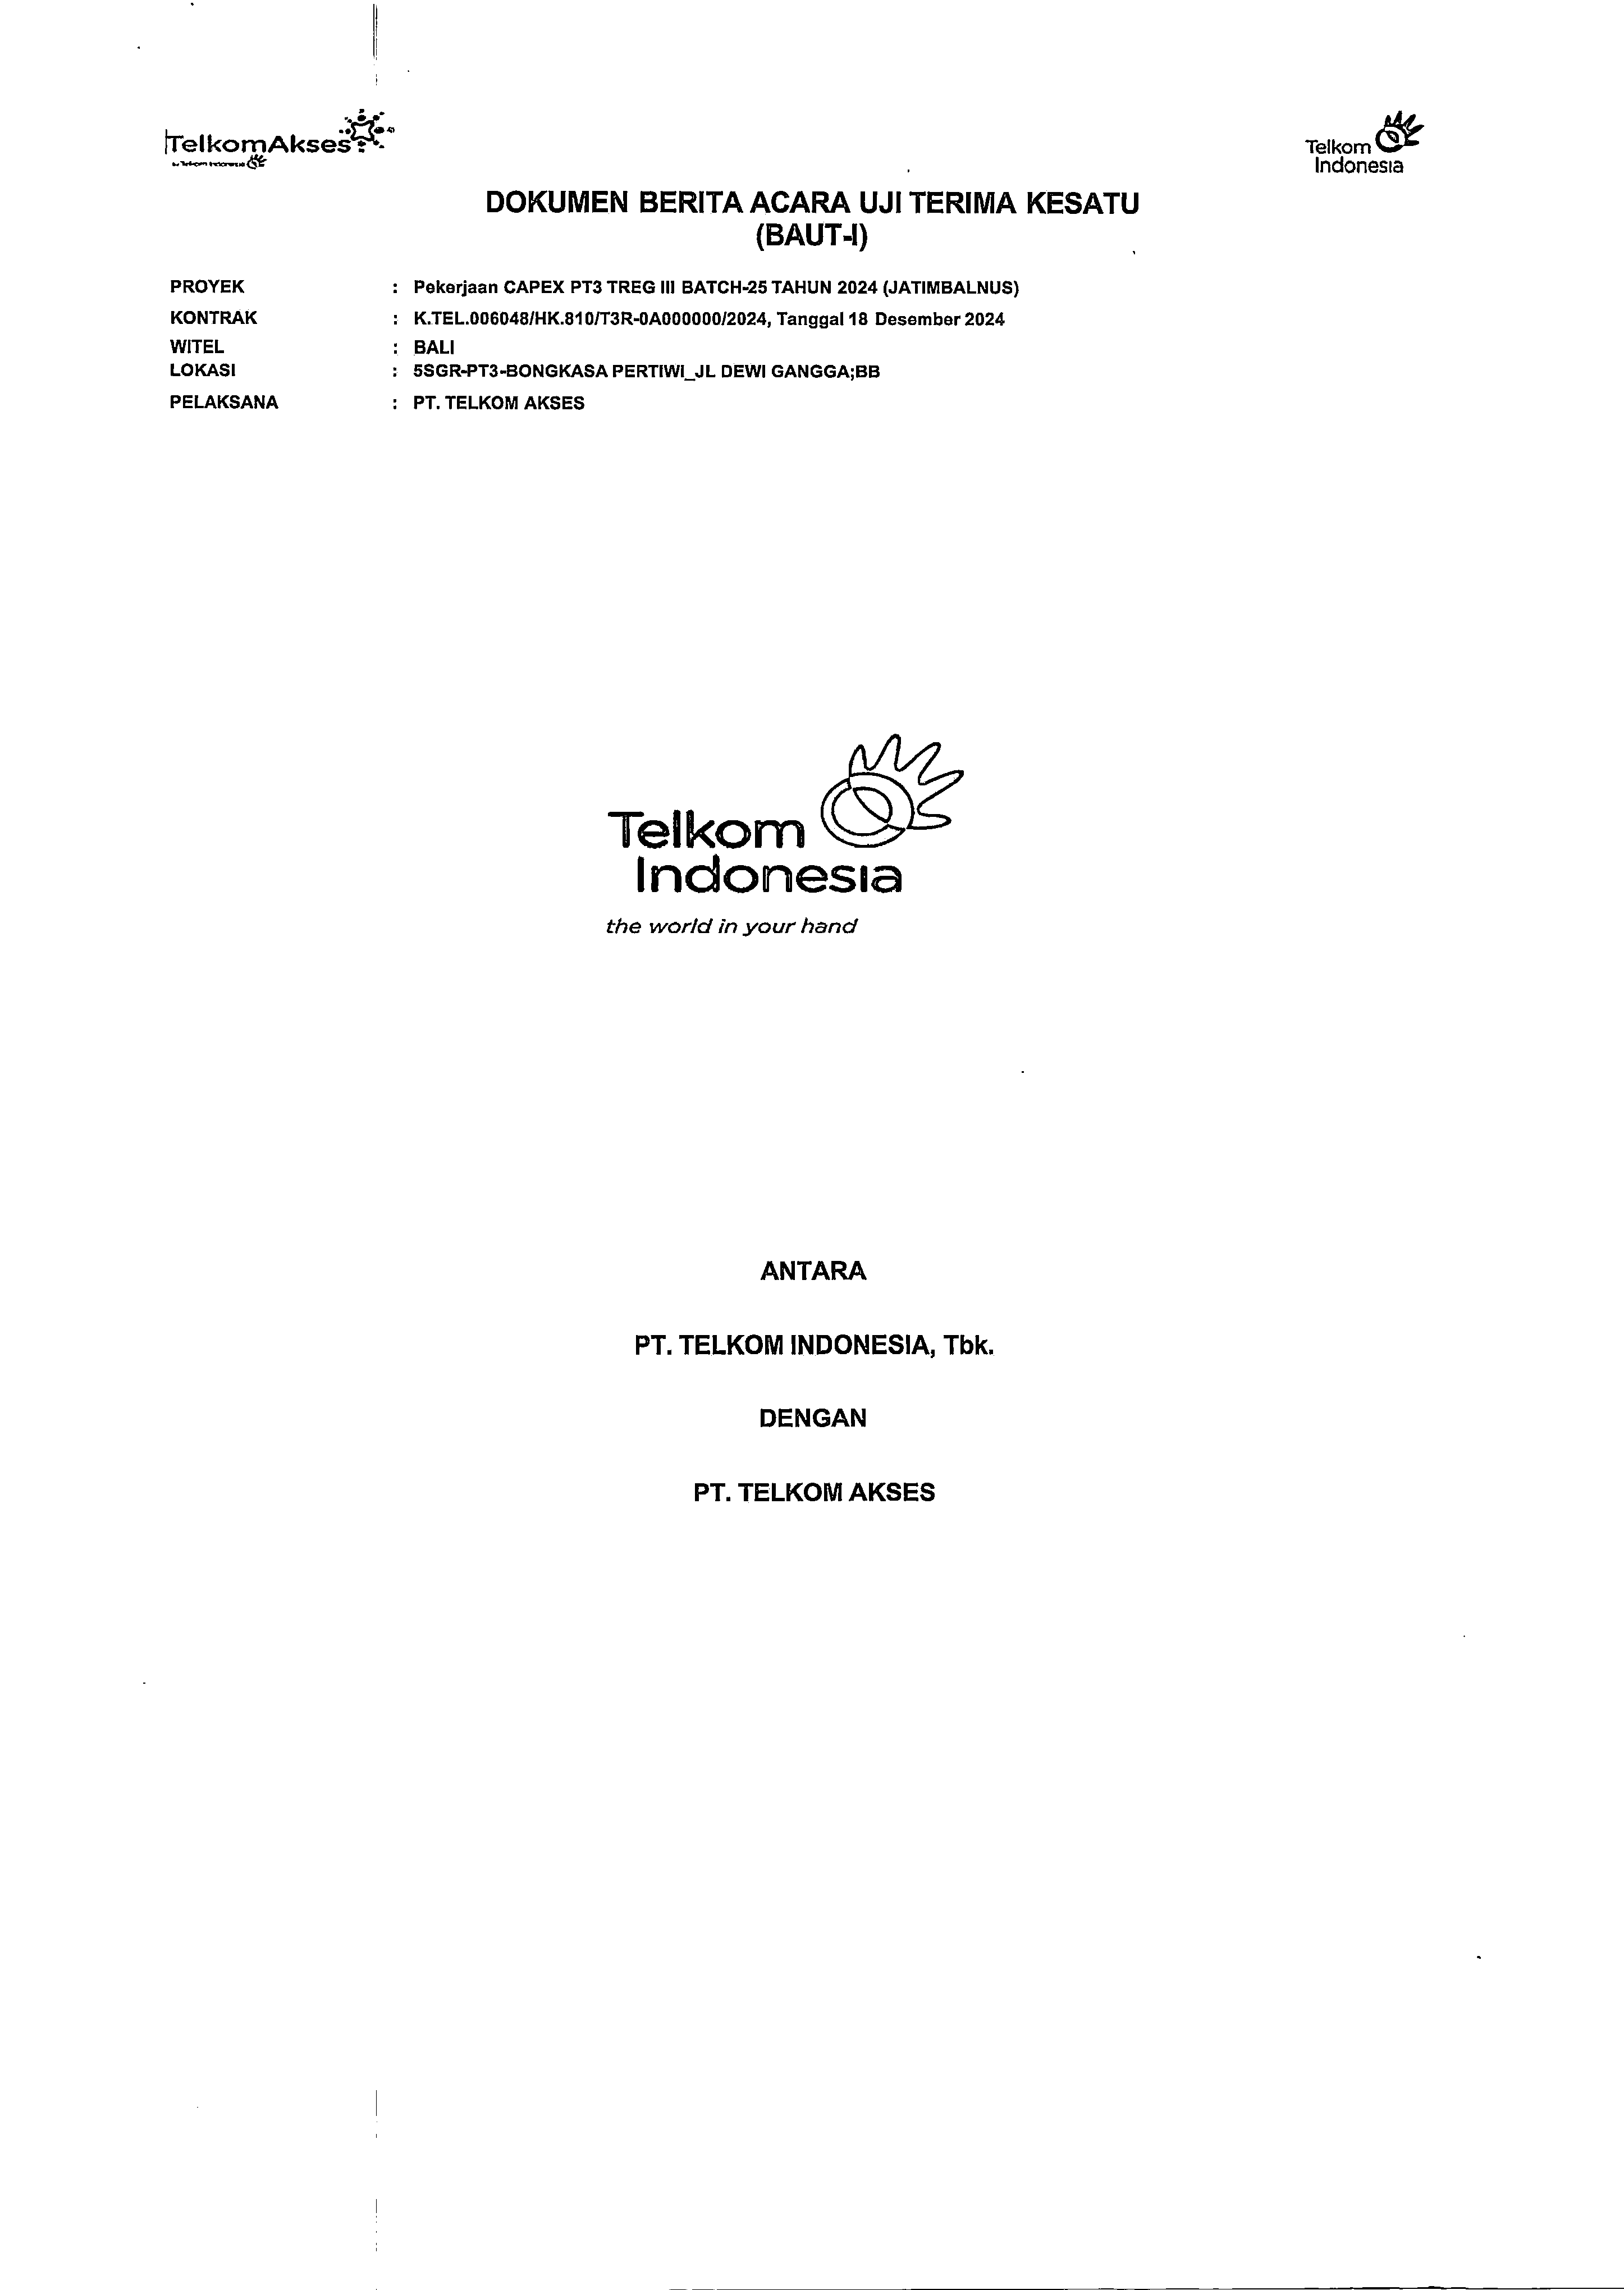 TelkomAkses
by Telkom Indonesia
Telkom
Indonesia
DOKUMEN BERITA ACARA UJI TERIMA KESATU
(BAUT-I)
PROYEK : Pekerjaan CAPEX PT3 TREG III BATCH-25 TAHUN 2024 (JATIMBALNUS)
KONTRAK : K.TEL.006048/HK.810/T3R-0A000000/2024, Tanggal 18 Desember 2024
WITEL : BALI
LOKASI : 5SGR-PT3-BONGKASA PERTIWI_JL DEWI GANGGA;BB
PELAKSANA : PT. TELKOM AKSES
Telkom
Indonesia
the world in your hand
ANTARA
PT. TELKOM INDONESIA, Tbk.
DENGAN
PT. TELKOM AKSES